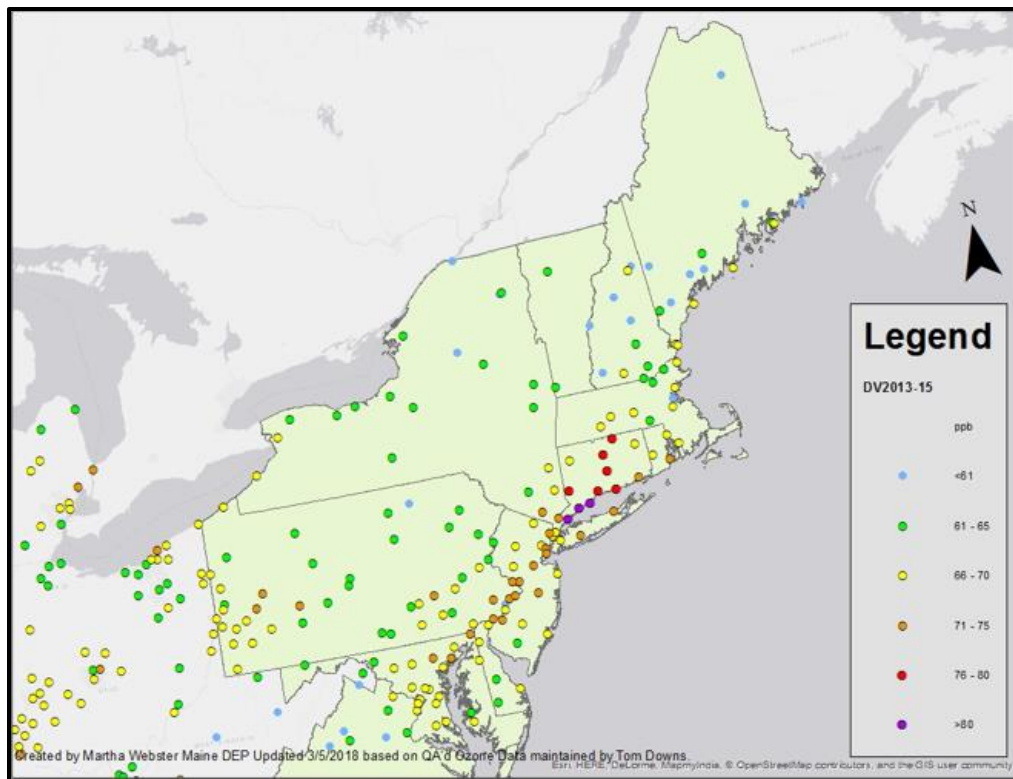 N
Legend
DV2013-15
ppb
<61
61 - 65
66 - 70
71 - 75
76 - 80
>80
Created by Martha Webster Maine DEP Updated 3/5/2018 based on QA'd Ozone Data maintained by Tom Downs.
Esri, HERE, DeLorme, MapmyIndia, © OpenStreetMap contributors, and the GIS user community